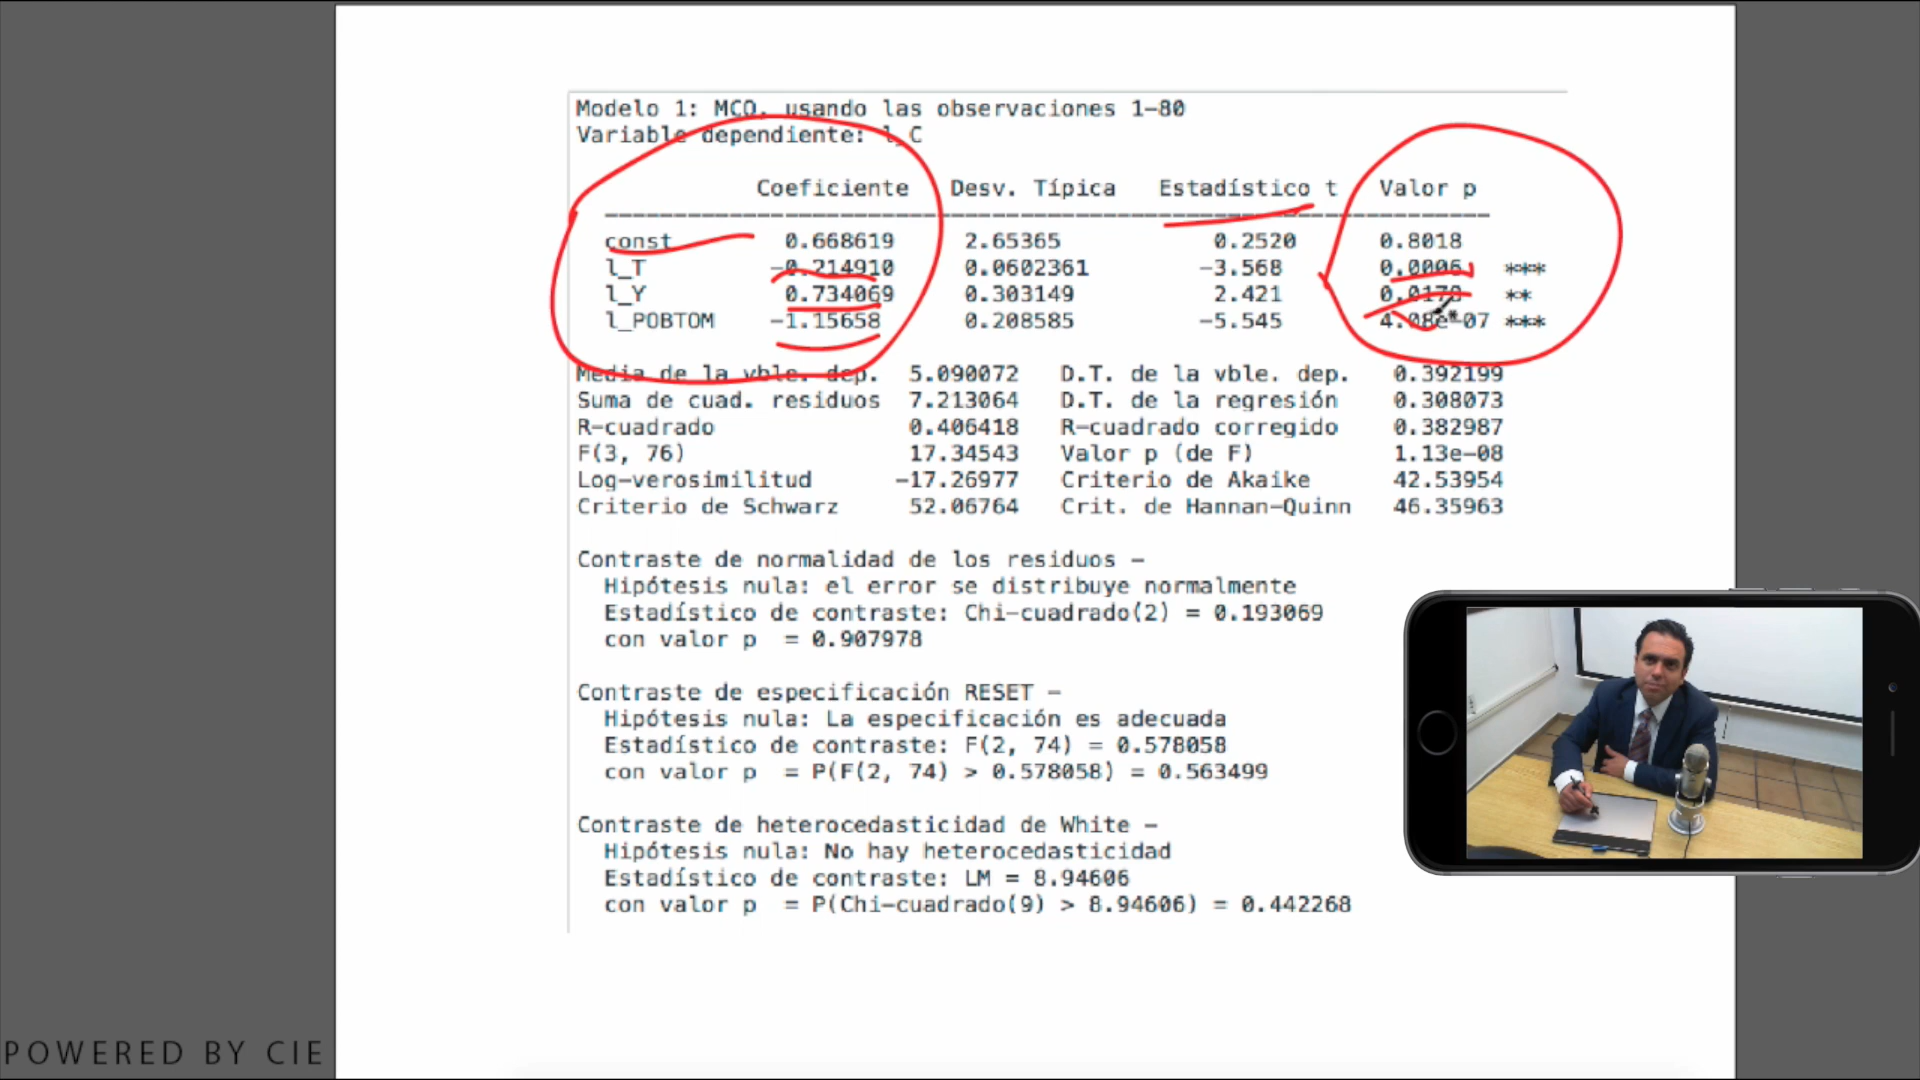 Modelo 1: MCO, usando las observaciones 1-80
Variable dependiente: l_C
Coeficiente Desv. Típica Estadístico t Valor p
const 0.668619 2.65365 0.2520 0.8018
l_T -0.214910 0.0602361 -3.568 0.0006 ***
l_Y 0.734069 0.303149 2.421 0.0178 **
l_POBTOM -1.15658 0.208585 -5.545 4.08e-07 ***
Media de la vble. dep. 5.090072 D.T. de la vble. dep. 0.392199
Suma de cuad. residuos 7.213064 D.T. de la regresión 0.308073
R-cuadrado 0.406418 R-cuadrado corregido 0.382987
F(3, 76) 17.34543 Valor p (de F) 1.13e-08
Log-verosimilitud -17.26977 Criterio de Akaike 42.53954
Criterio de Schwarz 52.06764 Crit. de Hannan-Quinn 46.35963
Contraste de normalidad de los residuos -
Hipótesis nula: el error se distribuye normalmente
Estadístico de contraste: Chi-cuadrado(2) = 0.193069
con valor p = 0.907978
Contraste de especificación RESET -
Hipótesis nula: La especificación es adecuada
Estadístico de contraste: F(2, 74) = 0.578058
con valor p = P(F(2, 74) > 0.578058) = 0.563499
Contraste de heterocedasticidad de White -
Hipótesis nula: No hay heterocedasticidad
Estadístico de contraste: LM = 8.94606
con valor p = P(Chi-cuadrado(9) > 8.94606) = 0.442268
POWERED BY CIE